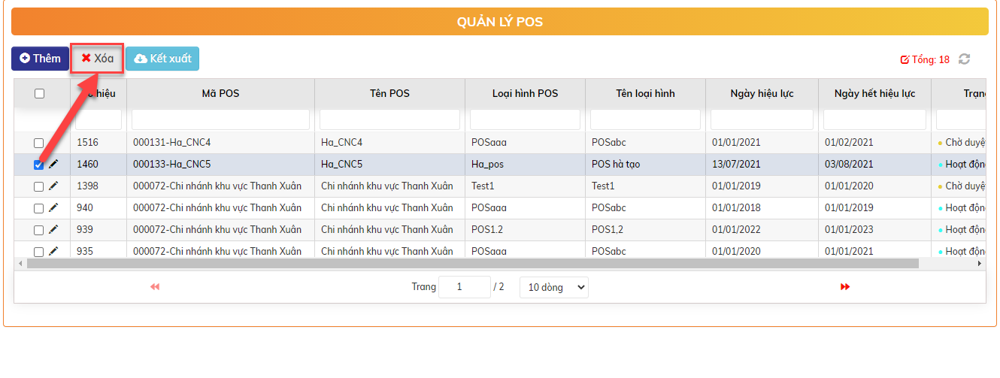 QUẢN LÝ POS
Thêm Xóa Kết xuất Tổng: 18
hiệu Mã POS Tên POS Loại hình POS Tên loại hình Ngày hiệu lực Ngày hết hiệu lực Trạn
1516 000131-Ha_CNC4 Ha_CNC4 POSaaa POSabc 01/01/2021 01/02/2021 Chờ duyệ
1460 000133-Ha_CNC5 Ha_CNC5 Ha_pos POS hà tạo 13/07/2021 03/08/2021 Hoạt độn
1398 000072-Chi nhánh khu vực Thanh Xuân Chi nhánh khu vực Thanh Xuân Test1 Test1 01/01/2019 01/01/2020 Chờ duyệ
940 000072-Chi nhánh khu vực Thanh Xuân Chi nhánh khu vực Thanh Xuân POSaaa POSabc 01/01/2018 01/01/2019 Hoạt độn
939 000072-Chi nhánh khu vực Thanh Xuân Chi nhánh khu vực Thanh Xuân POS1.2 POS1,2 01/01/2022 01/01/2023 Hoạt độn
935 000072-Chi nhánh khu vực Thanh Xuân Chi nhánh khu vực Thanh Xuân POSaaa POSabc 01/01/2020 01/01/2021 Hoạt độn
Trang 1 / 2 10 dòng